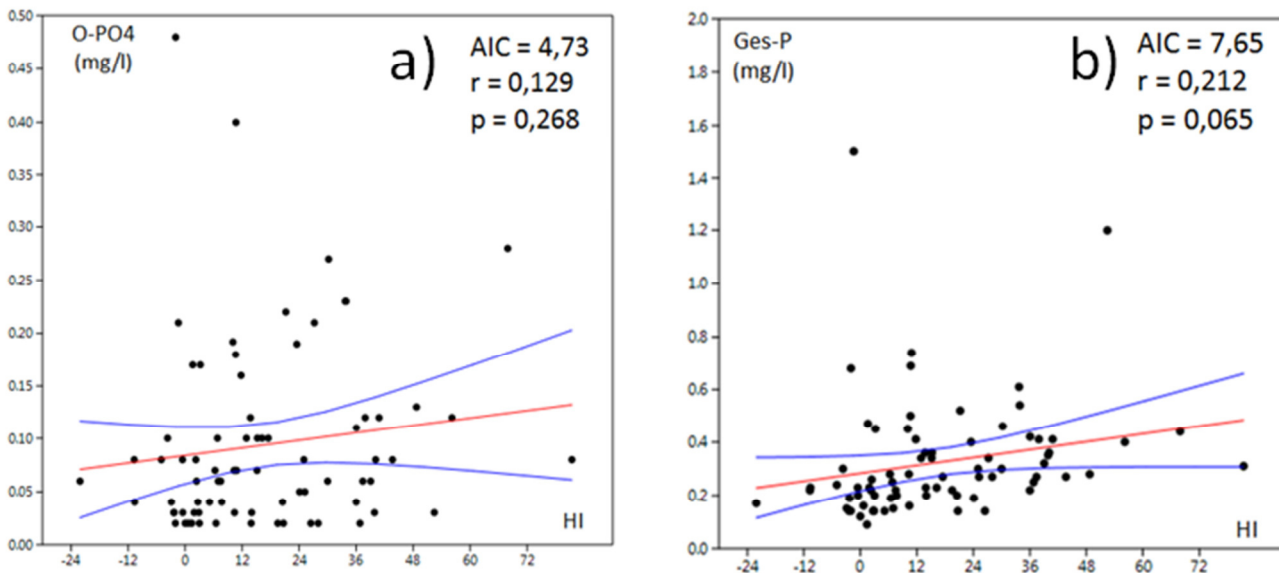 O-PO4
(mg/l)
a)
AIC = 4,73
r = 0,129
p = 0,268
0.50
0.45
0.40
0.35
0.30
0.25
0.20
0.15
0.10
0.05
0.00
HI
-24 -12 0 12 24 36 48 60 72
Ges-P
(mg/l)
b)
AIC = 7,65
r = 0,212
p = 0,065
2.0
1.8
1.6
1.4
1.2
1.0
0.8
0.6
0.4
0.2
0.0
HI
-24 -12 0 12 24 36 48 60 72